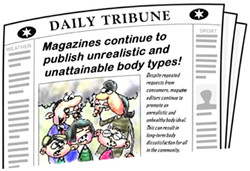 DAILY TRIBUNE
WEATHER
SPORT
Magazines continue to
publish unrealistic and
unattainable body types!
Despite repeated
requests from
consumers, magazine
editors continue to
promote an
unrealistic and
unhealthy body ideal.
This can result in
long-term body
dissatisfaction for all
in the community.